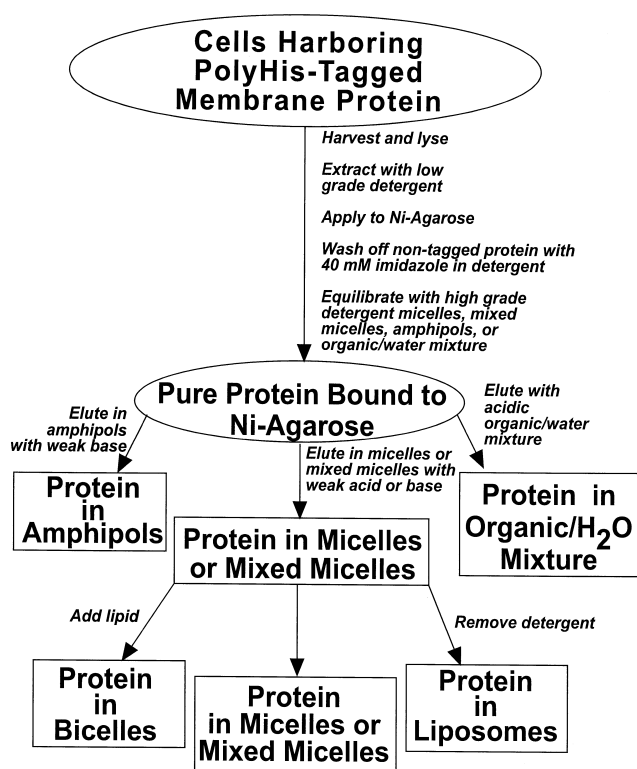 Cells Harboring
PolyHis-Tagged
Membrane Protein
Harvest and lyse
Extract with low
grade detergent
Apply to Ni-Agarose
Wash off non-tagged protein with
40 mM imidazole in detergent
Equilibrate with high grade
detergent micelles, mixed
micelles, amphipols, or
organic/water mixture
Pure Protein Bound to
Ni-Agarose
Elute in
amphipols
with weak base
Elute in micelles or
mixed micelles with
weak acid or base
Elute with
acidic
organic/water
mixture
Protein
in
Amphipols
Protein in Micelles
or Mixed Micelles
Protein in
Organic/H2O
Mixture
Add lipid
Remove detergent
Protein
in
Bicelles
Protein
in Micelles or
Mixed Micelles
Protein
in
Liposomes